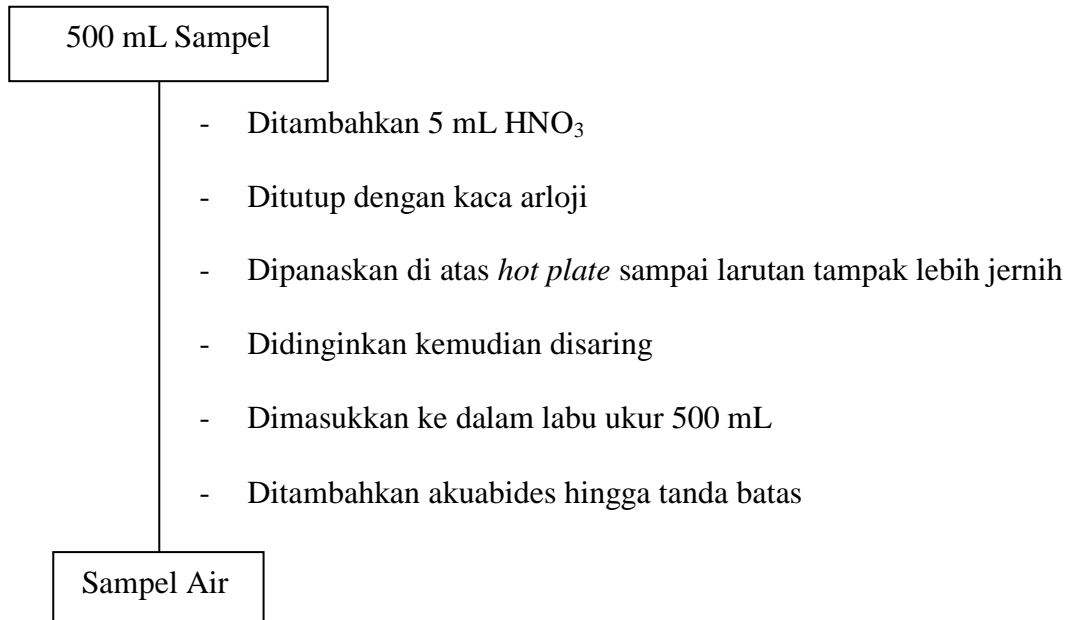 500 mL Sampel
- Ditambahkan 5 mL HNO₃
- Ditutup dengan kaca arloji
- Dipanaskan di atas hot plate sampai larutan tampak lebih jernih
- Didinginkan kemudian disaring
- Dimasukkan ke dalam labu ukur 500 mL
- Ditambahkan akuabides hingga tanda batas
Sampel Air